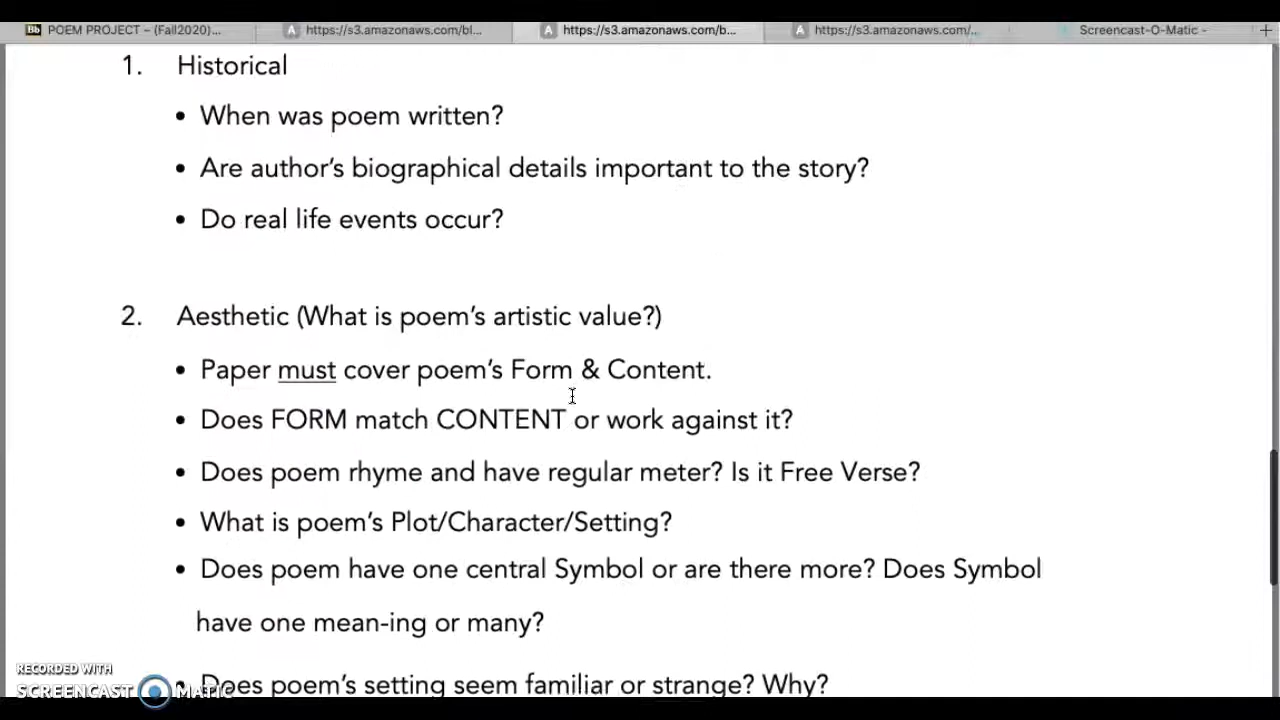 Bb POEM PROJECT – (Fall2020)... https://s3.amazonaws.com/bl... https://s3.amazonaws.com/b... https://s3.amazonaws.com/... Screencast-O-Matic -
1. Historical
• When was poem written?
• Are author's biographical details important to the story?
• Do real life events occur?
2. Aesthetic (What is poem's artistic value?)
• Paper must cover poem's Form & Content.
• Does FORM match CONTENT or work against it?
• Does poem rhyme and have regular meter? Is it Free Verse?
• What is poem's Plot/Character/Setting?
• Does poem have one central Symbol or are there more? Does Symbol
have one mean-ing or many?
• Does poem's setting seem familiar or strange? Why?
RECORDED WITH
SCREENCAST MATIC